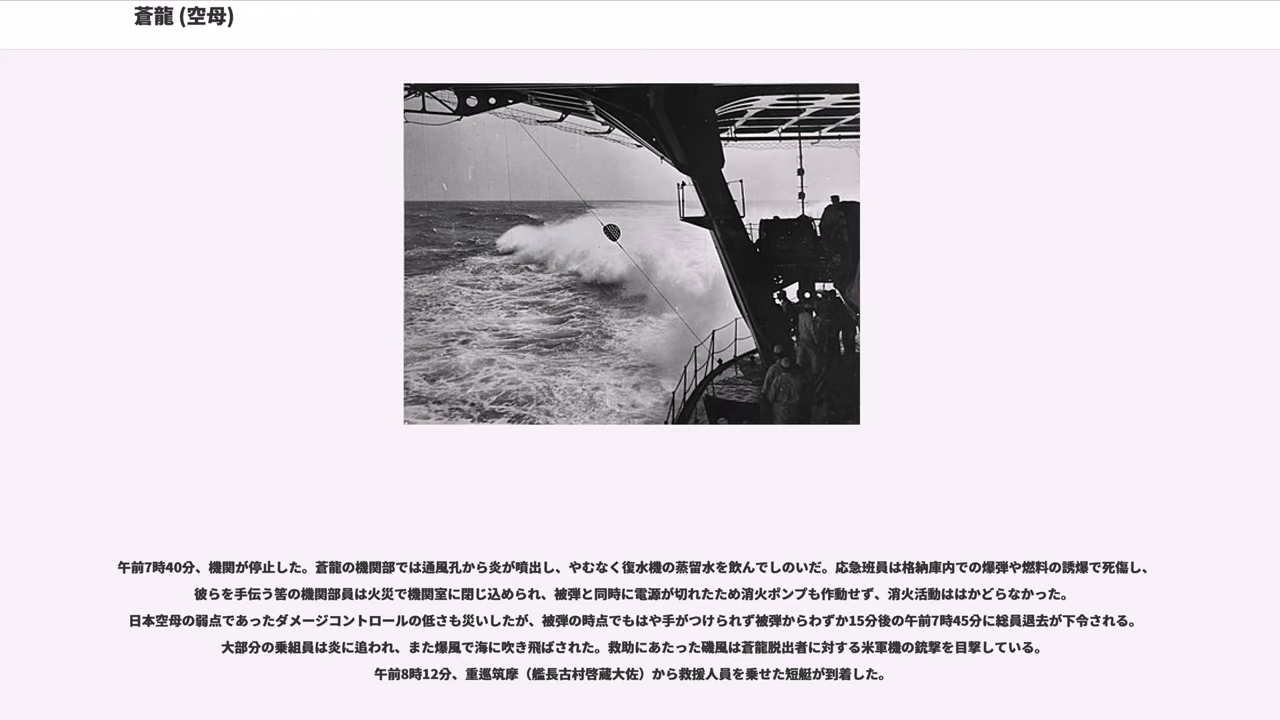 蒼龍 (空母)
午前7時40分、機関が停止した。蒼龍の機関部では通風孔から炎が噴出し、やむなく復水機の蒸留水を飲んでしのいだ。応急班員は格納庫内での爆弾や燃料の誘爆で死傷し、
彼らを手伝う筈の機関部員は火災で機関室に閉じ込められ、被弾と同時に電源が切れたため消火ポンプも作動せず、消火活動ははかどらなかった。
日本空母の弱点であったダメージコントロールの低さも災いしたが、被弾の時点でもはや手がつけられず被弾からわずか15分後の午前7時45分に総員退去が下令される。
大部分の乗組員は炎に追われ、また爆風で海に吹き飛ばされた。救助にあたった磯風は蒼龍脱出者に対する米軍機の銃撃を目撃している。
午前8時12分、重巡筑摩（艦長古村啓蔵大佐）から救援人員を乗せた短艇が到着した。